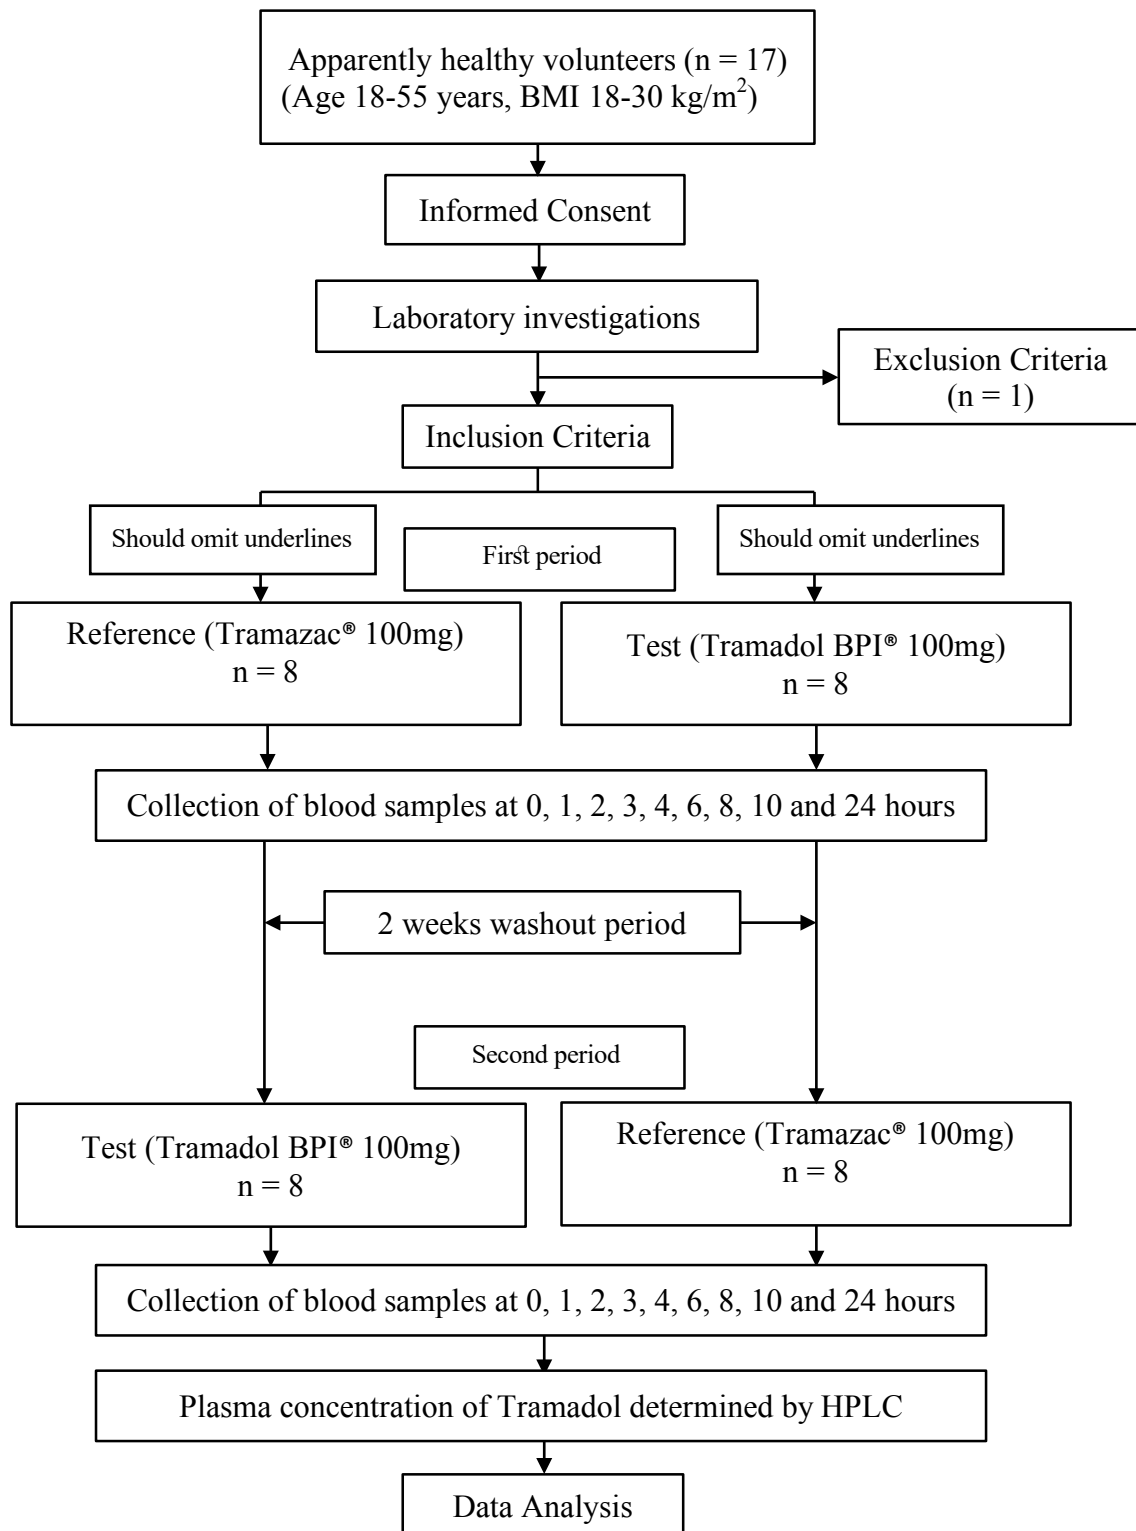 Apparently healthy volunteers (n = 17)
(Age 18-55 years, BMI 18-30 kg/m²)
Informed Consent
Laboratory investigations
Exclusion Criteria
(n = 1)
Inclusion Criteria
Should omit underlines
First period
Should omit underlines
Reference (Tramazac® 100mg)
n = 8
Test (Tramadol BPI® 100mg)
n = 8
Collection of blood samples at 0, 1, 2, 3, 4, 6, 8, 10 and 24 hours
2 weeks washout period
Second period
Test (Tramadol BPI® 100mg)
n = 8
Reference (Tramazac® 100mg)
n = 8
Collection of blood samples at 0, 1, 2, 3, 4, 6, 8, 10 and 24 hours
Plasma concentration of Tramadol determined by HPLC
Data Analysis